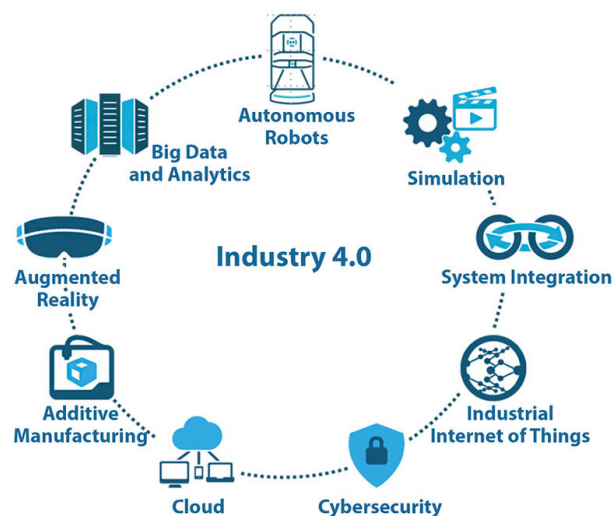 Autonomous
Robots
Big Data
and Analytics
Simulation
Industry 4.0
Augmented
Reality
System Integration
Additive
Manufacturing
Industrial
Internet of Things
Cloud
Cybersecurity